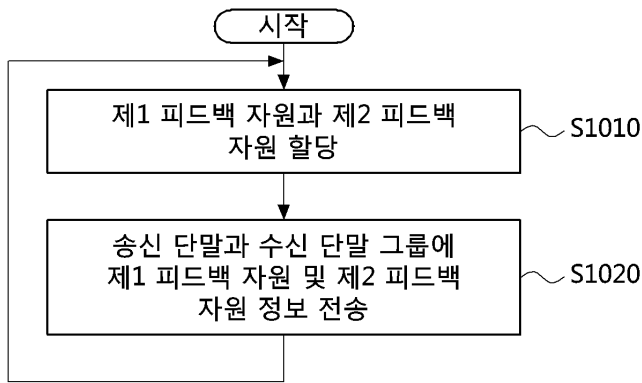 시작
제1 피드백 자원과 제2 피드백
자원 할당
S1010
송신 단말과 수신 단말 그룹에
제1 피드백 자원 및 제2 피드백
자원 정보 전송
S1020